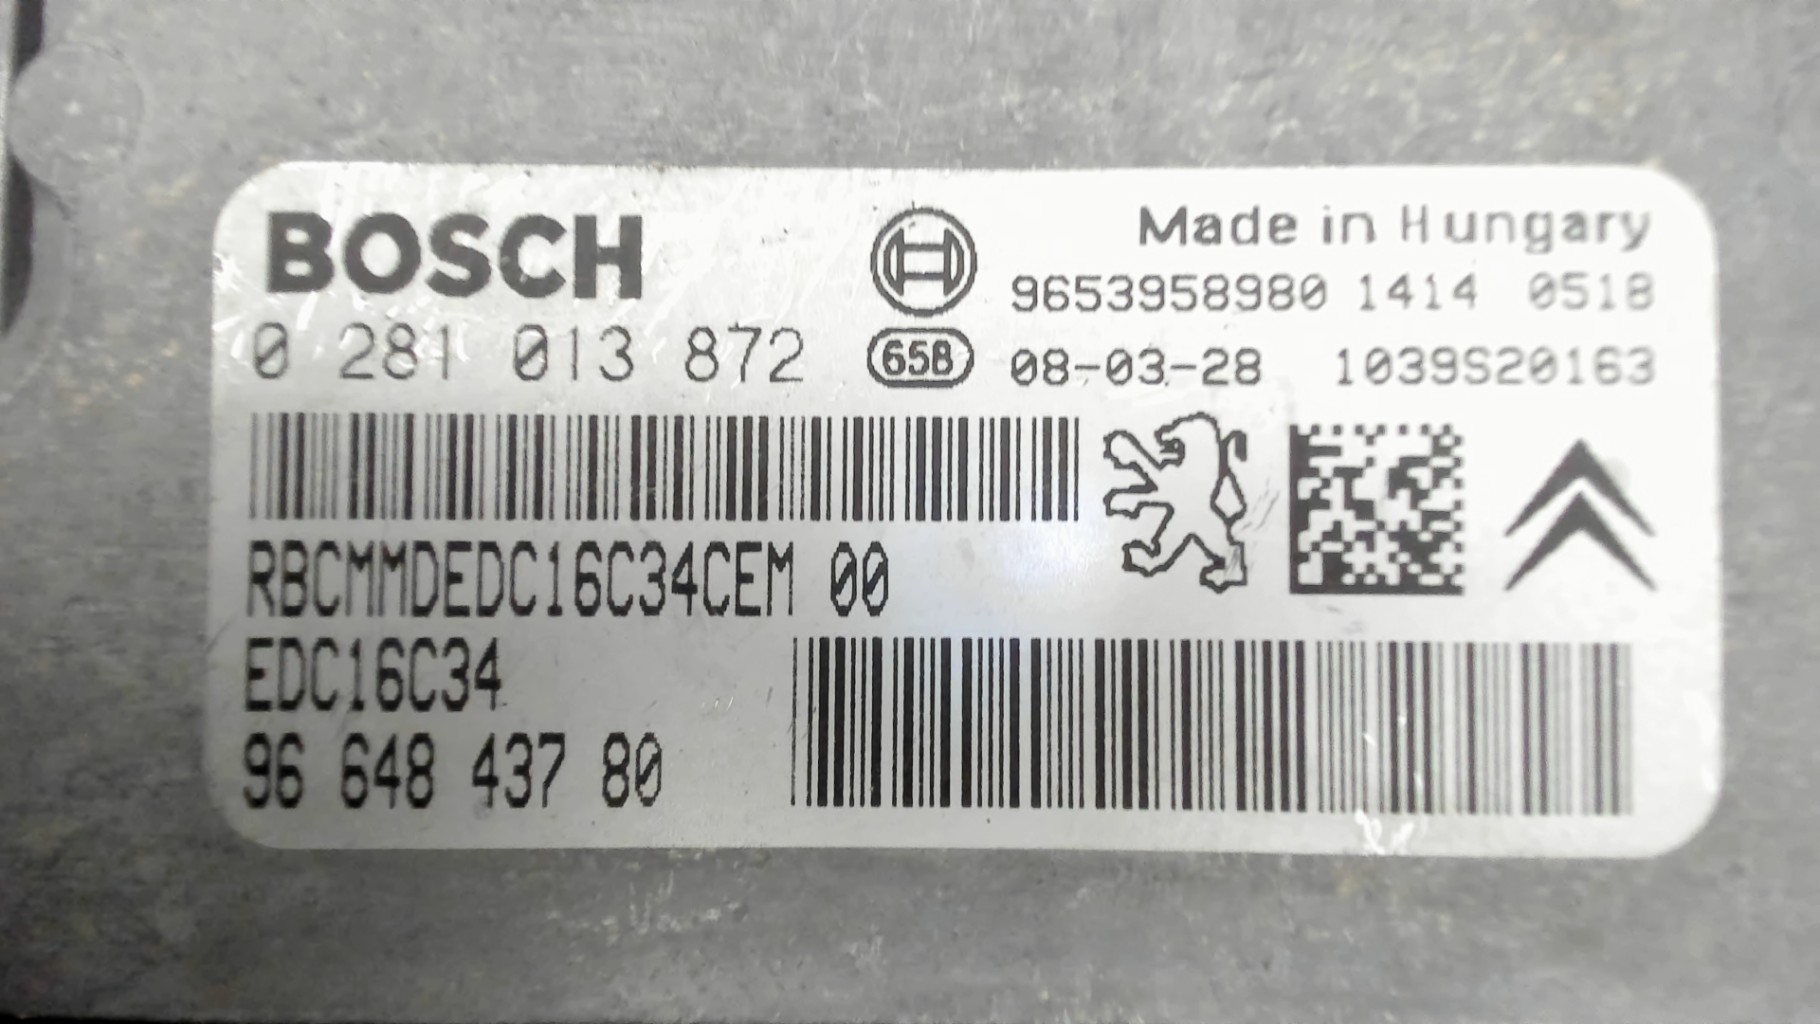 BOSCH
Made in Hungary
9653958980 1414 0518
0 281 013 872
658
08-03-28 1039S20163
RBCMMDEDC16C34CEM 00
EDC16C34
96 648 437 80